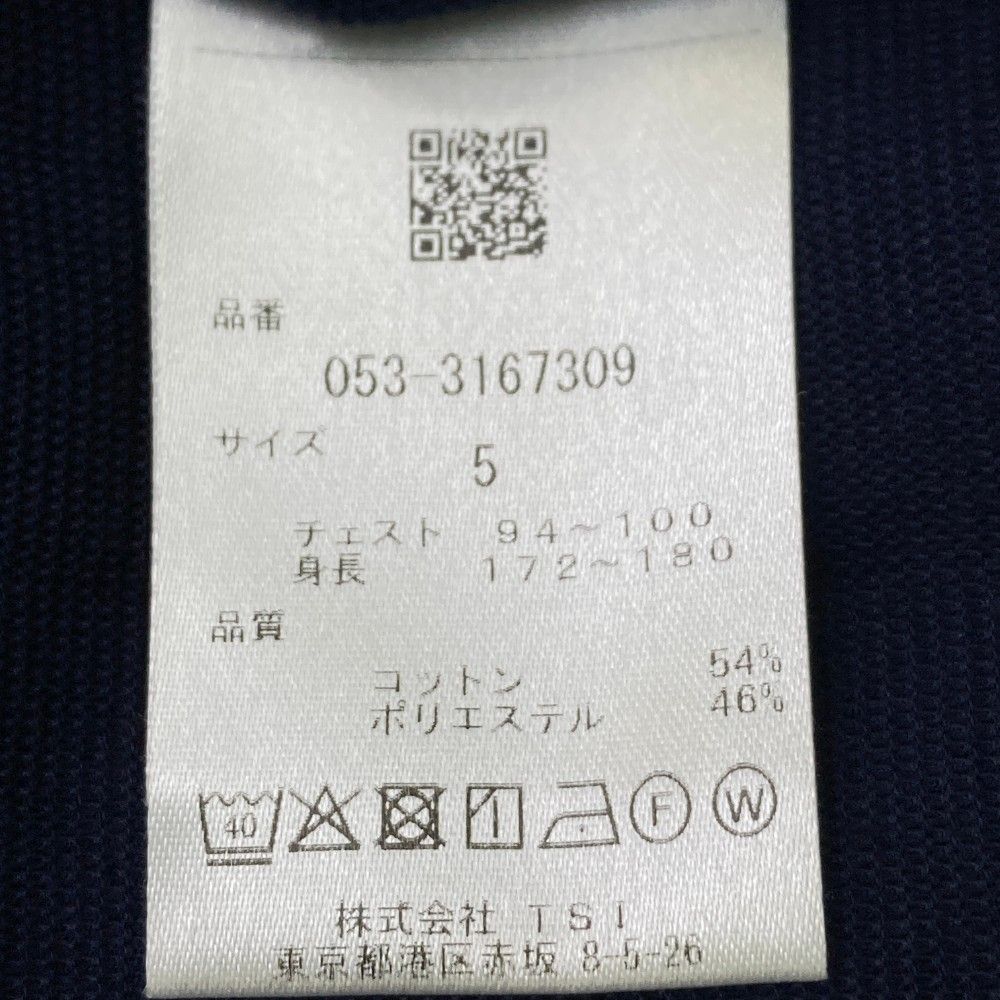 品番
053-3167309
サイズ
5
チェスト 94~100
身長 172~180
品質
コットン 54%
ポリエステル 46%
40 F W
株式会社 TSI
東京都港区赤坂 8-5-26